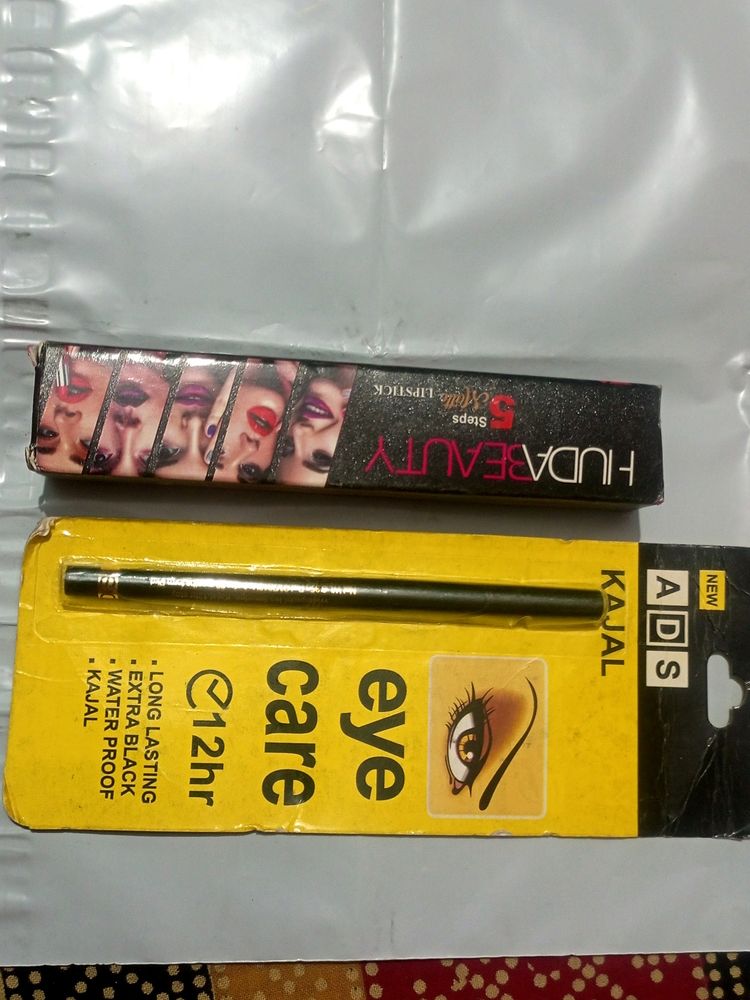 HUDABEAUTY
5
Steps
Matte
LIPSTICK
NEW
ADS
KAJAL
eye
care
12hr
▪ LONG LASTING
▪ EXTRA BLACK
▪ WATER PROOF
▪ KAJAL